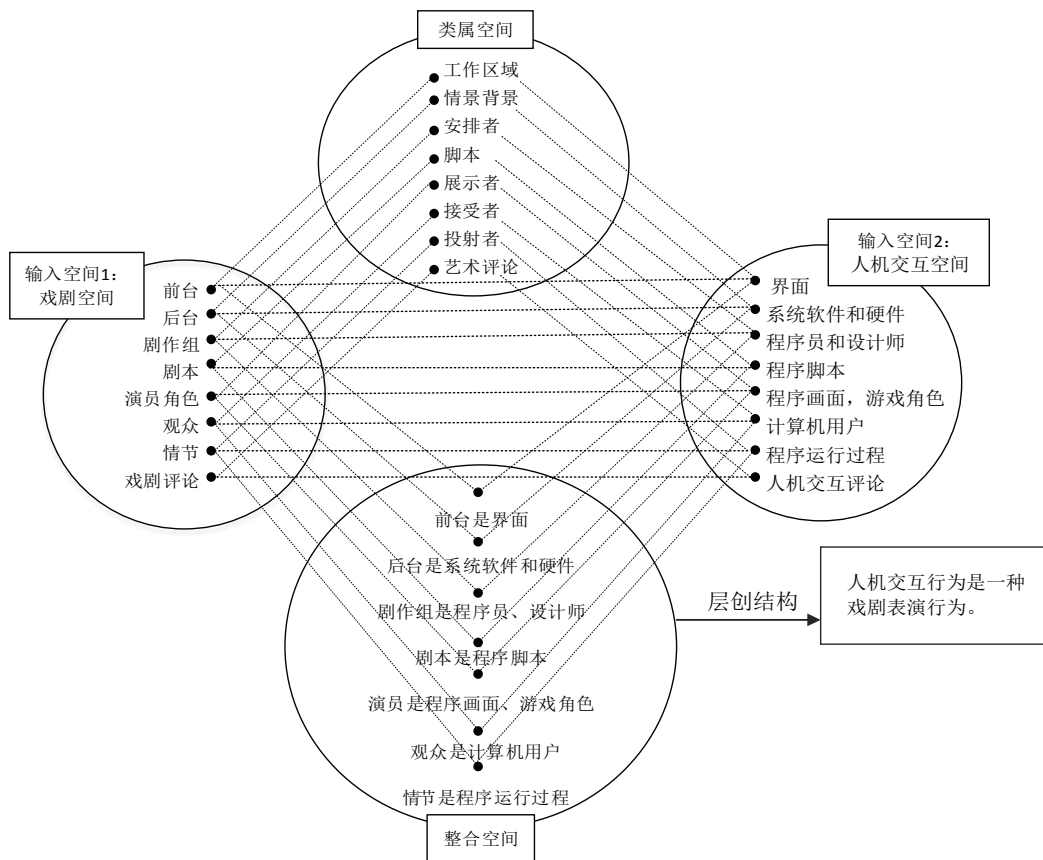 类属空间
工作区域
情景背景
安排者
脚本
展示者
接受者
投射者
艺术评论
输入空间1：
戏剧空间
前台
后台
剧作组
剧本
演员角色
观众
情节
戏剧评论
输入空间2：
人机交互空间
界面
系统软件和硬件
程序员和设计师
程序脚本
程序画面，游戏角色
计算机用户
程序运行过程
人机交互评论
前台是界面
后台是系统软件和硬件
剧作组是程序员、设计师
剧本是程序脚本
演员是程序画面、游戏角色
观众是计算机用户
情节是程序运行过程
整合空间
层创结构
人机交互行为是一种
戏剧表演行为。